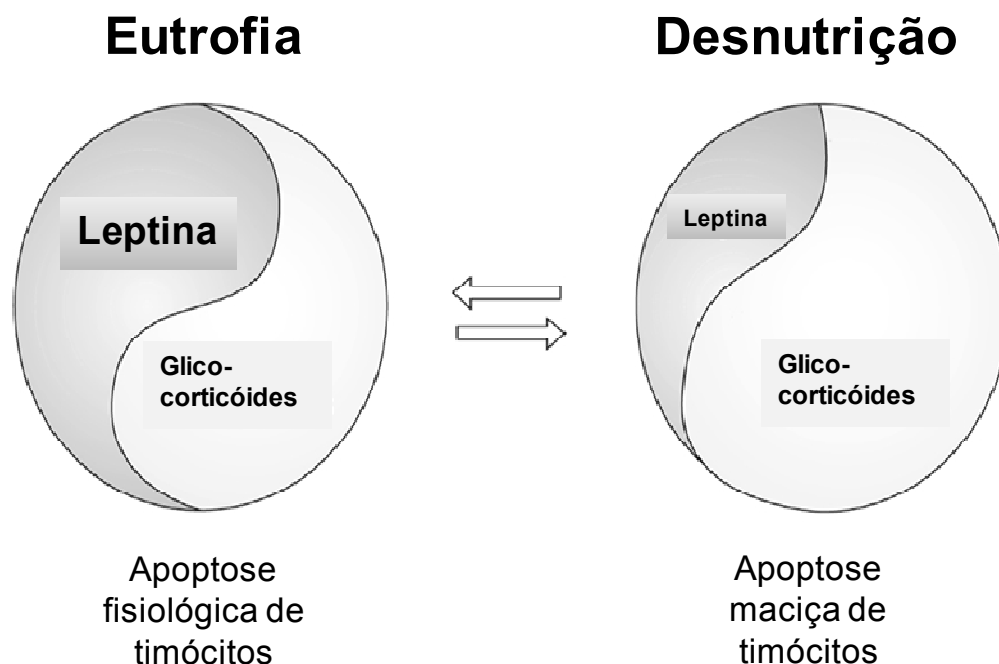 Eutrofia
Desnutrição
Leptina
Glico-
corticóides
Leptina
Glico-
corticóides
Apoptose
fisiológica de
timócitos
Apoptose
maciça de
timócitos